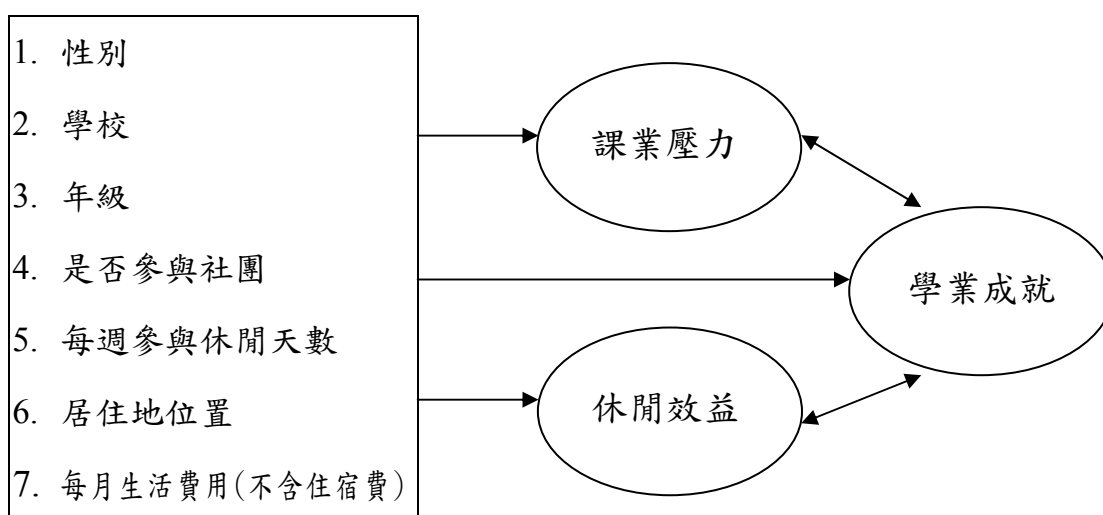 1. 性別
2. 學校
3. 年級
4. 是否參與社團
5. 每週參與休閒天數
6. 居住地位置
7. 每月生活費用(不含住宿費)
課業壓力
學業成就
休閒效益